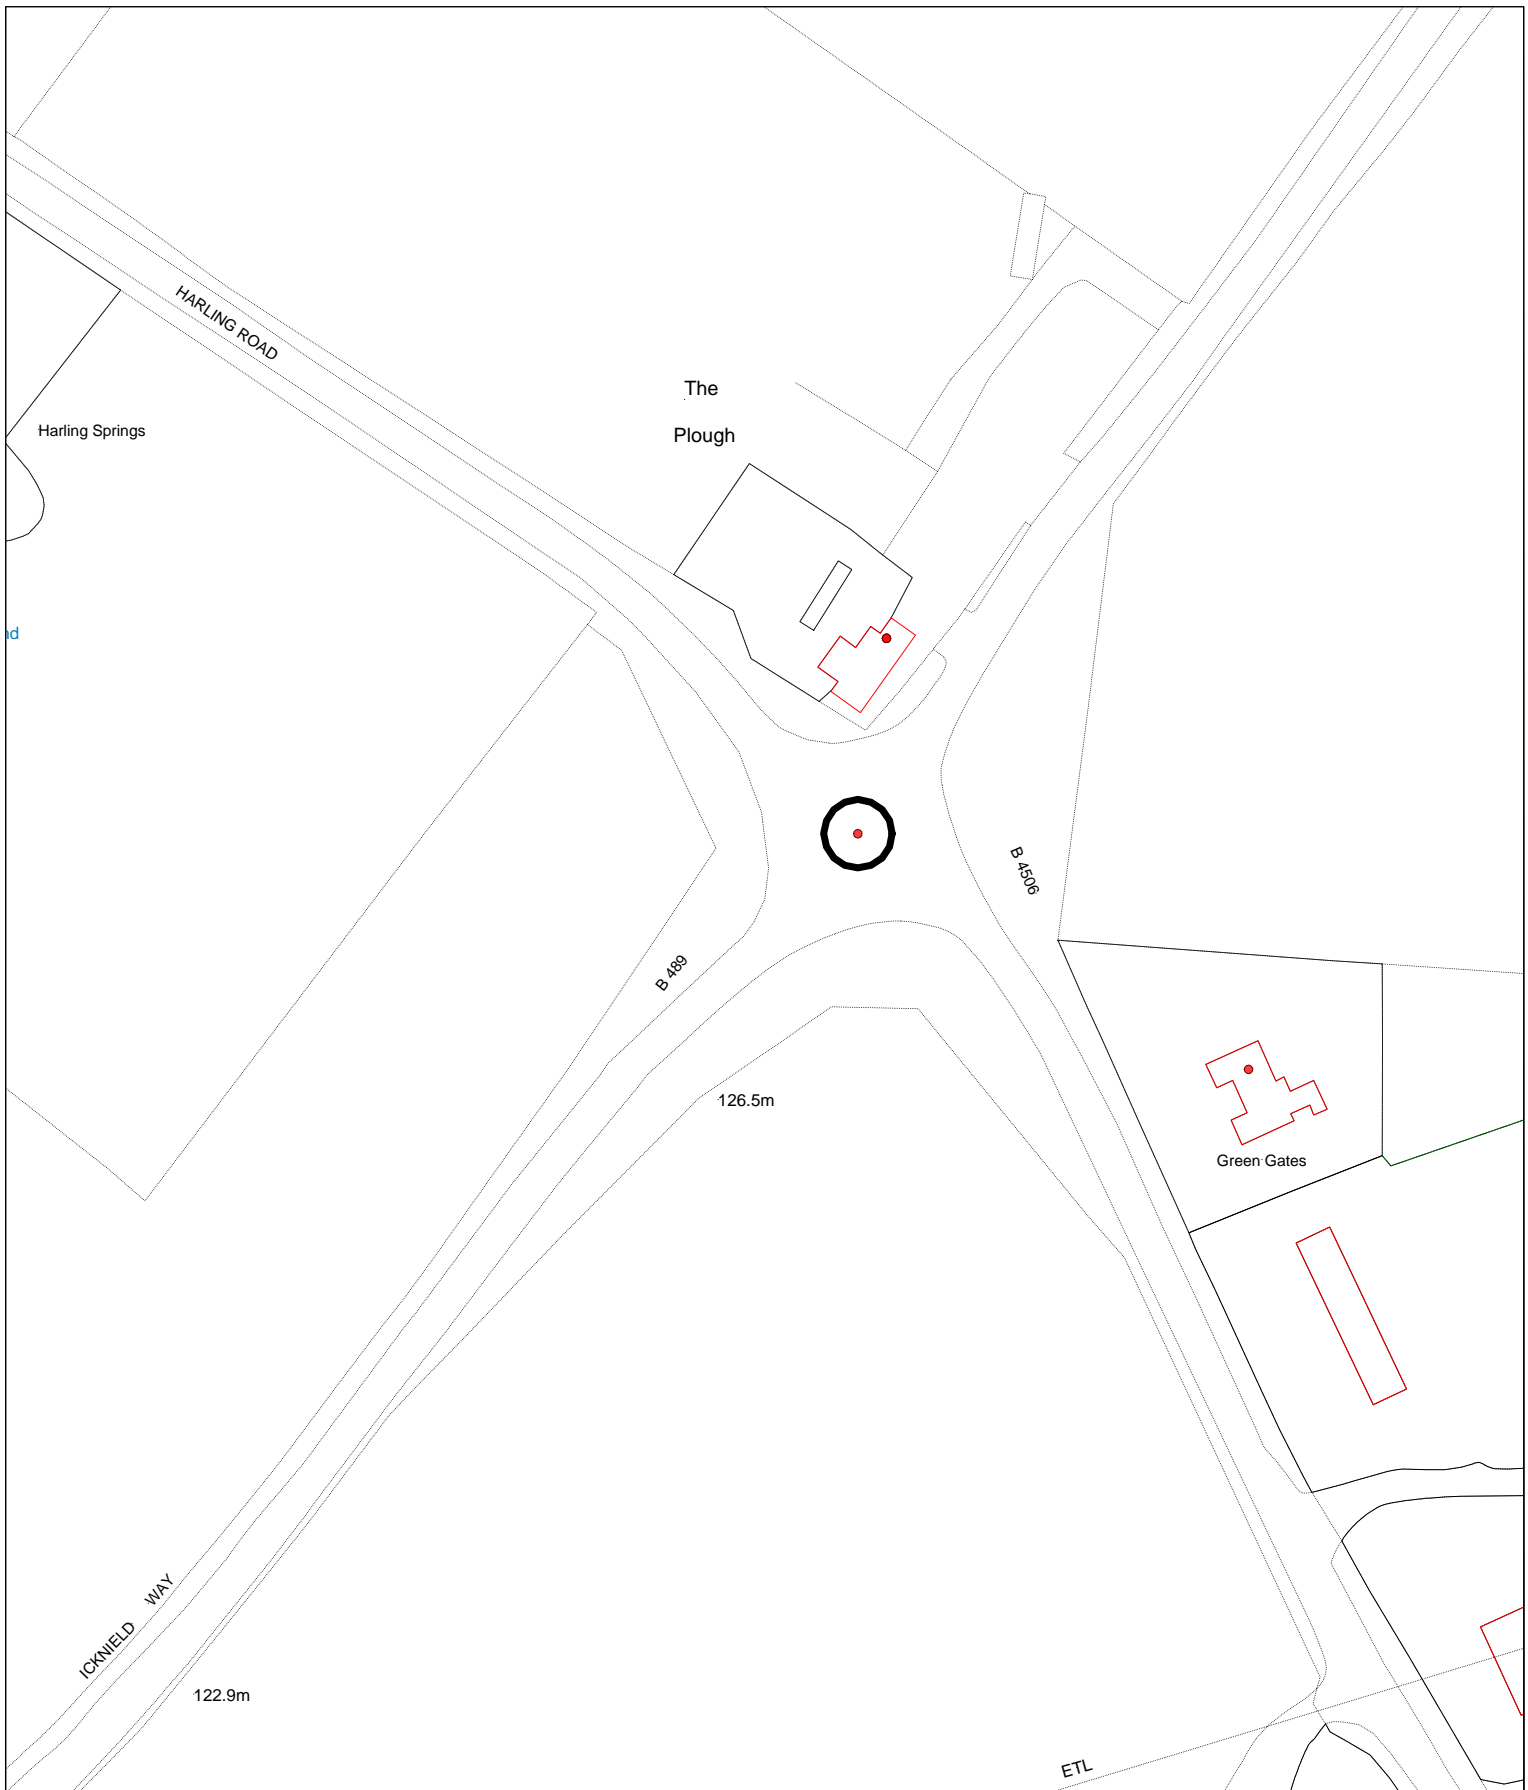 HARLING ROAD
The
Plough
Harling Springs
B 4506
B 489
126.5m
Green Gates
ICKNIELD WAY
122.9m
ETL